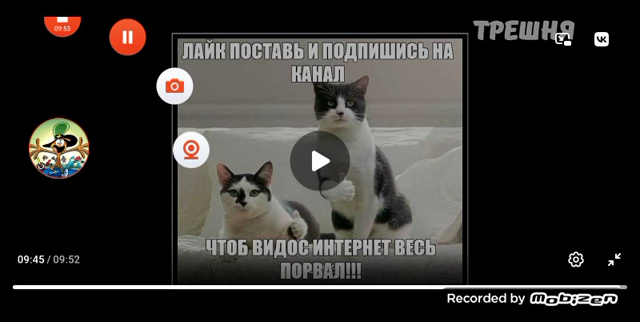 09:53
ТРЕШНЯ
ЛАЙК ПОСТАВЬ И ПОДПИШИСЬ НА
КАНАЛ
ЧТОБ ВИДОС ИНТЕРНЕТ ВЕСЬ
ПОРВАЛ!!!
09:45 / 09:52
Recorded by Mobizen